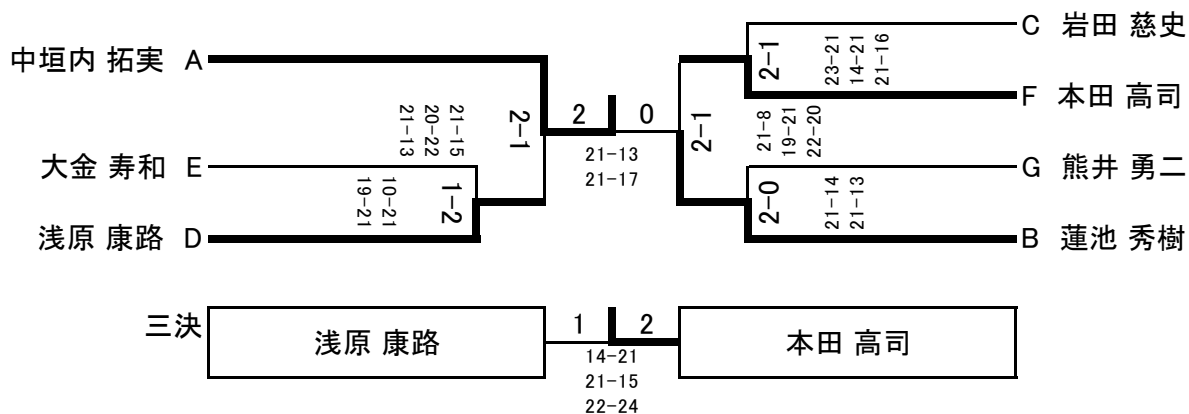 中垣内 拓実 A
大金 寿和 E
浅原 康路 D
21-15
20-22
21-13
2-1
10-21
19-21
1-2
2 0
21-13
21-17
C 岩田 慈史
F 本田 高司
G 熊井 勇二
B 蓮池 秀樹
2-1
23-21
14-21
21-16
2-1
21-8
19-21
22-20
2-0
21-14
21-13
三決
浅原 康路
1 2
本田 高司
14-21
21-15
22-24